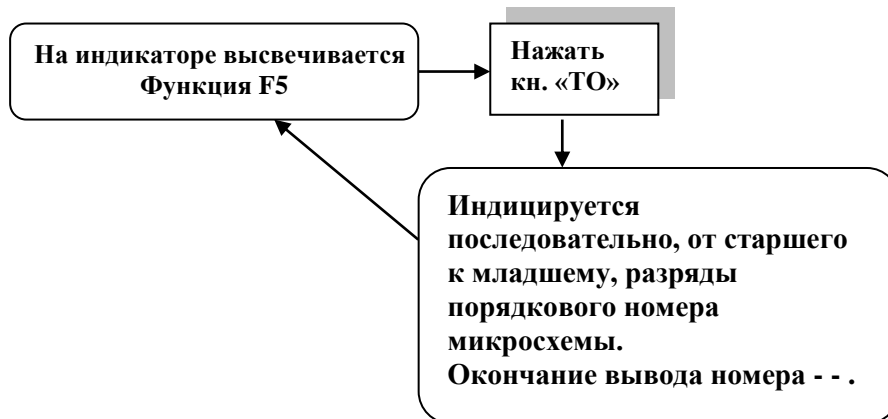 На индикаторе высвечивается
Функция F5
Нажать
кн. «ТО»
Индицируется
последовательно, от старшего
к младшему, разряды
порядкового номера
микросхемы.
Окончание вывода номера - - .